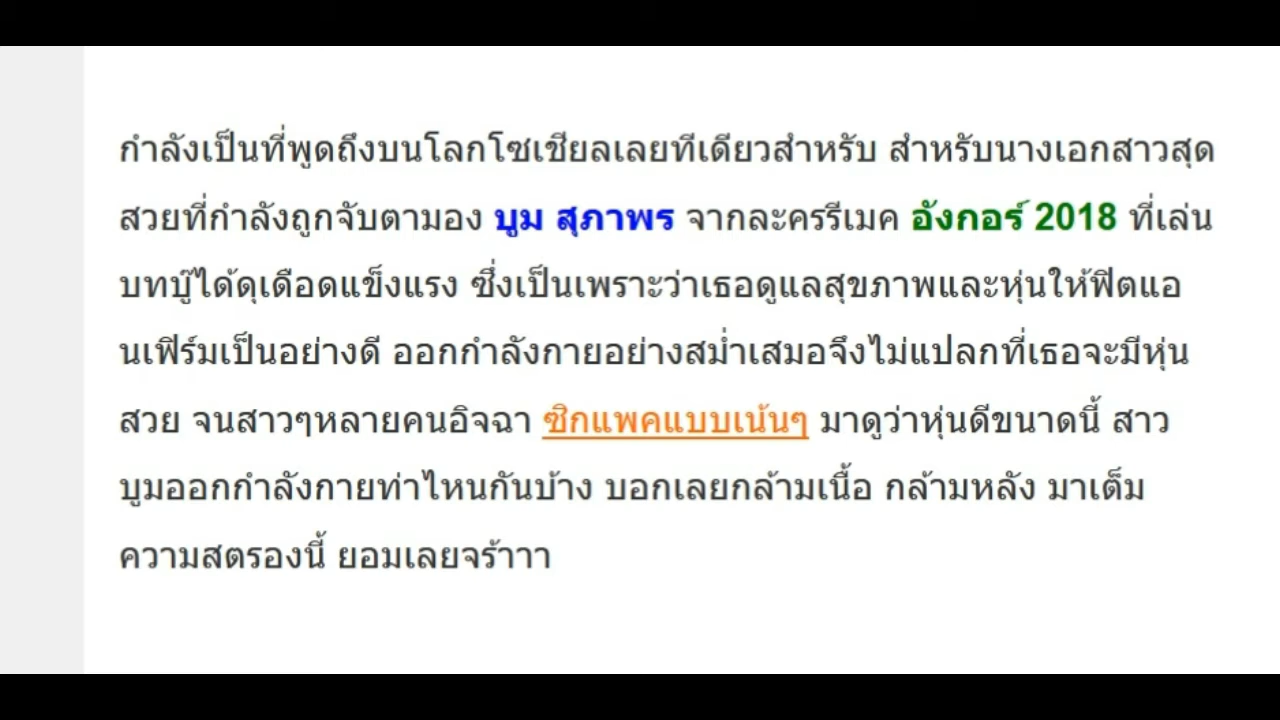 กำลังเป็นที่พูดถึงบนโลกโซเชียลเลยทีเดียวสำหรับ สำหรับนางเอกสาวสุด
สวยที่กำลังถูกจับตามอง บูม สุภาพร จากละครรีเมค อังกอร์ 2018 ที่เล่น
บทบู๊ได้ดุเดือดแข็งแรง ซึ่งเป็นเพราะว่าเธอดูแลสุขภาพและหุ่นให้ฟิตแอ
นเฟิร์มเป็นอย่างดี ออกกำลังกายอย่างสม่ำเสมอจึงไม่แปลกที่เธอจะมีหุ่น
สวย จนสาวๆหลายคนอิจฉา ซิกแพคแบบเน้นๆ มาดูว่าหุ่นดีขนาดนี้ สาว
บูมออกกำลังกายท่าไหนกันบ้าง บอกเลยกล้ามเนื้อ กล้ามหลัง มาเต็ม
ความสตรองนี้ ยอมเลยจร้าาา